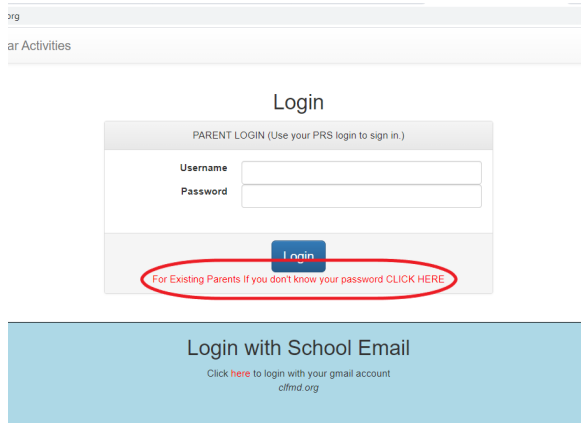 org
ar Activities
Login
PARENT LOGIN (Use your PRS login to sign in.)
Username
Password
Login
For Existing Parents If you don't know your password CLICK HERE
Login with School Email
Click here to login with your gmail account
clfmd.org